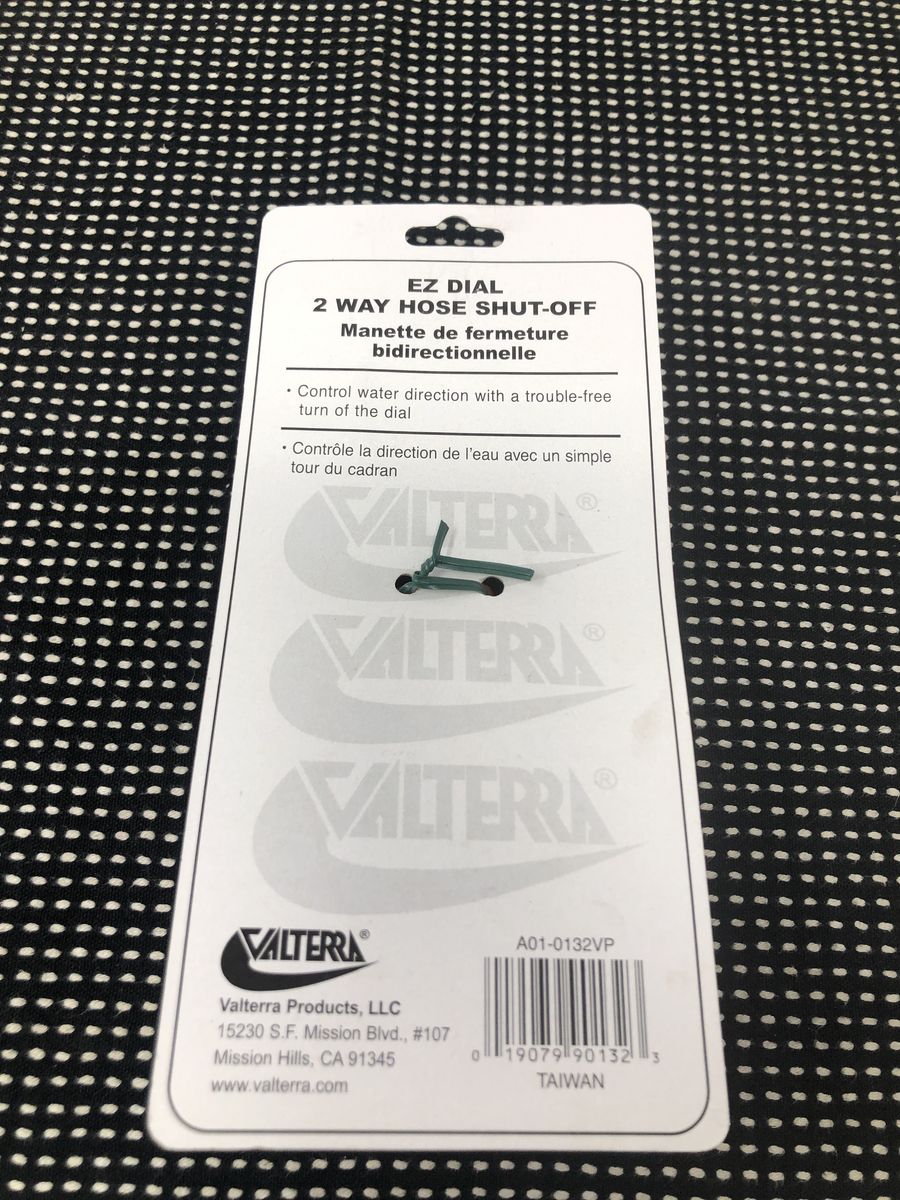 EZ DIAL
2 WAY HOSE SHUT-OFF
Manette de fermeture
bidirectionnelle
• Control water direction with a trouble-free
turn of the dial
• Contrôle la direction de l'eau avec un simple
tour du cadran
VALTERRA®
VALTERRA®
VALTERRA®
VALTERRA®
Valterra Products, LLC
15230 S.F. Mission Blvd., #107
Mission Hills, CA 91345
www.valterra.com
A01-0132VP
0 19079 90132 3
TAIWAN